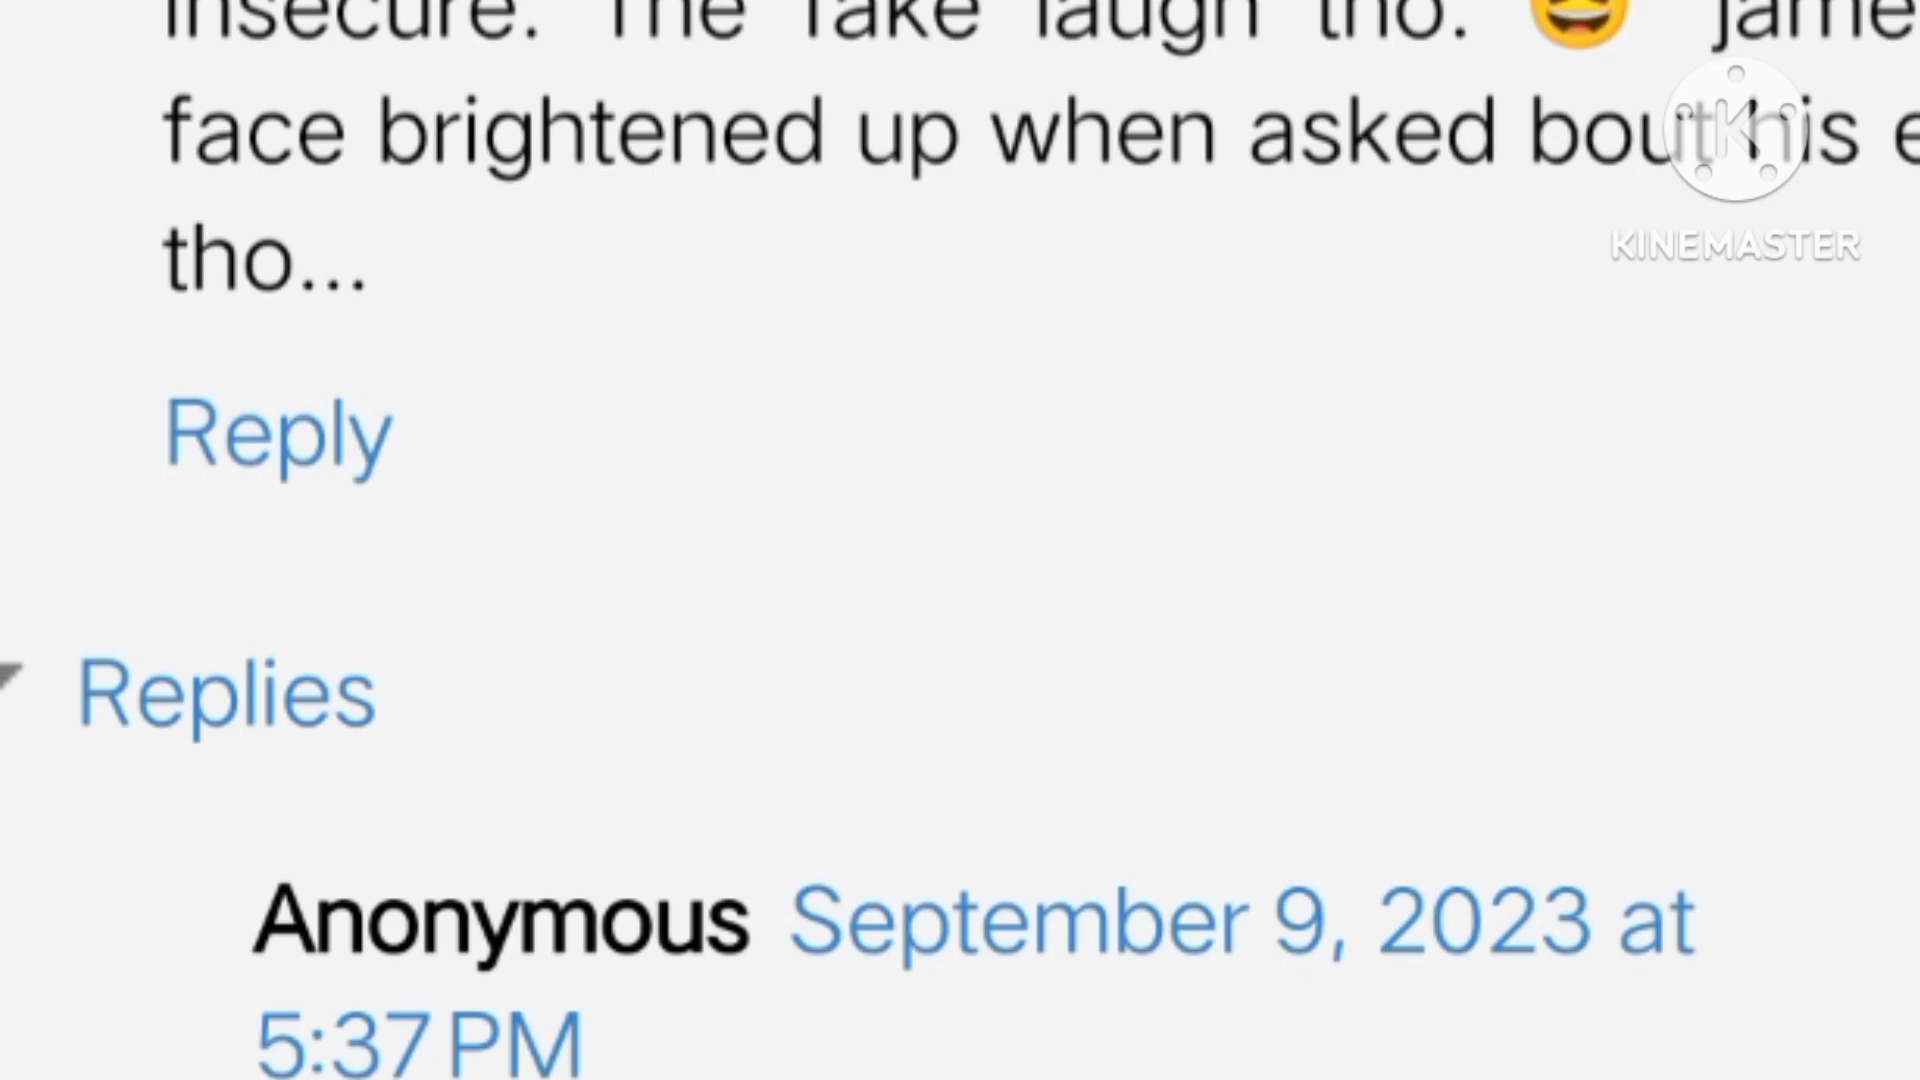 insecure. The fake laugh tho. 😆 jame
face brightened up when asked bout his e
tho...
KINEMASTER
Reply
Replies
Anonymous September 9, 2023 at
5:37 PM